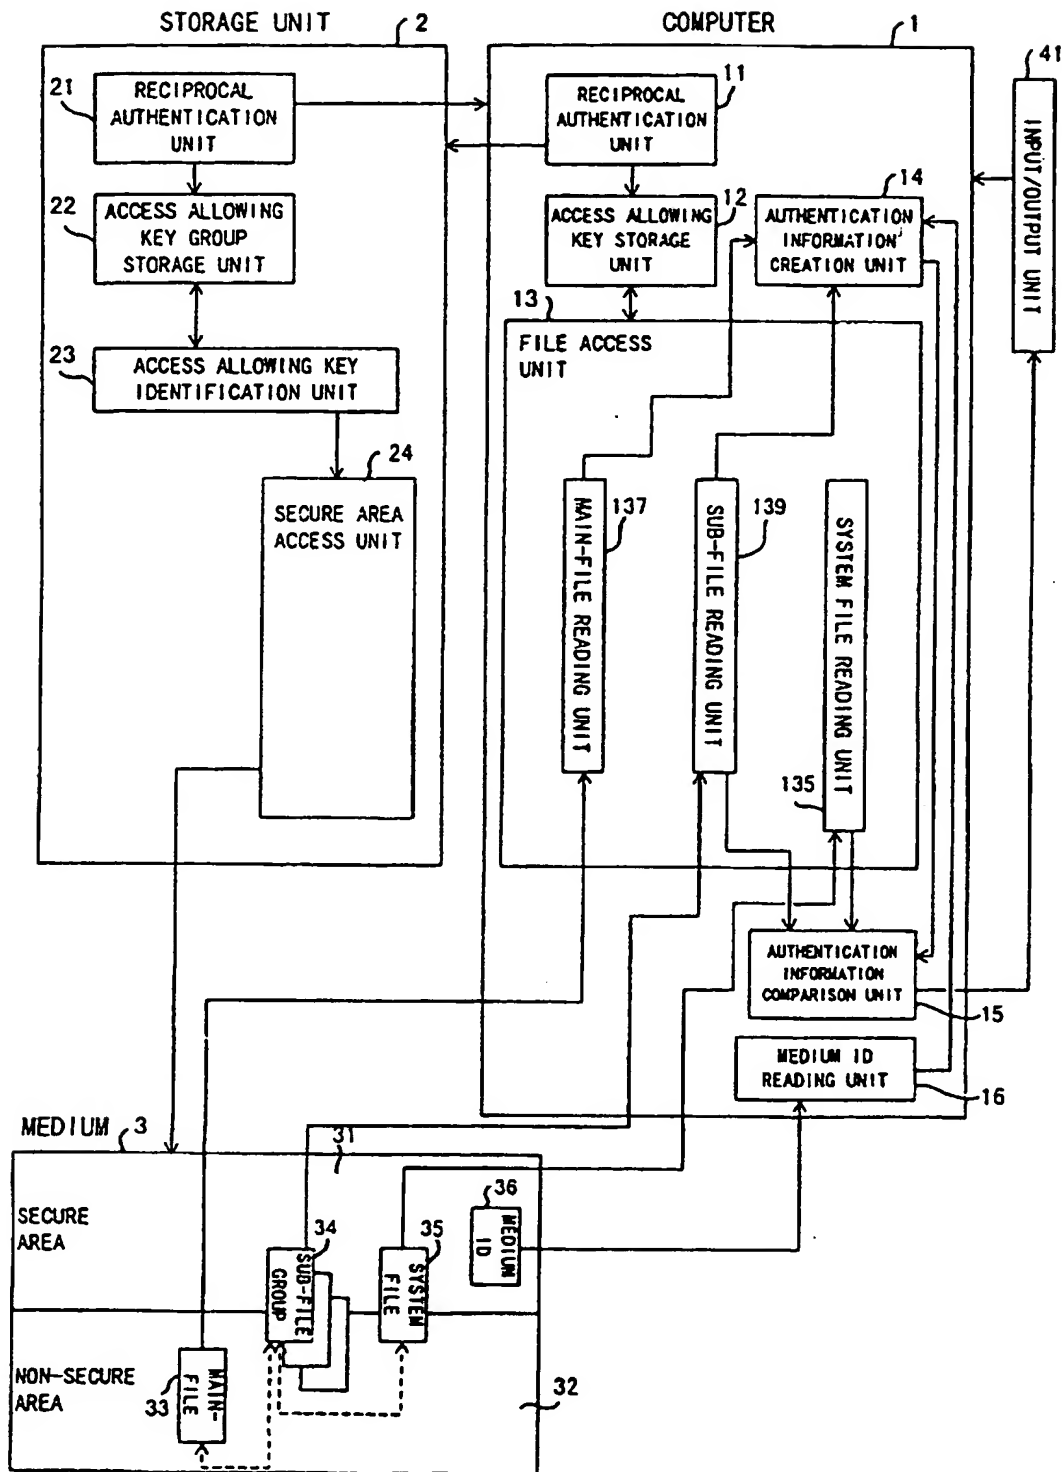 STORAGE UNIT
2
21
RECIPROCAL
AUTHENTICATION
UNIT
22
ACCESS ALLOWING
KEY GROUP
STORAGE UNIT
23
ACCESS ALLOWING KEY
IDENTIFICATION UNIT
24
SECURE AREA
ACCESS UNIT
COMPUTER
1
11
RECIPROCAL
AUTHENTICATION
UNIT
12
ACCESS ALLOWING
KEY STORAGE
UNIT
14
AUTHENTICATION
INFORMATION
CREATION UNIT
41
INPUT/OUTPUT UNIT
13
FILE ACCESS
UNIT
MAIN-FILE READING UNIT
137
SUB-FILE READING UNIT
139
SYSTEM FILE READING UNIT
135
AUTHENTICATION
INFORMATION
COMPARISON UNIT
15
MEDIUM ID
READING UNIT
16
MEDIUM 3
31
SECURE
AREA
34
SUB-FILE
GROUP
35
SYSTEM
FILE
36
MEDIUM
ID
NON-SECURE
AREA
33
MAIN-
FILE
32